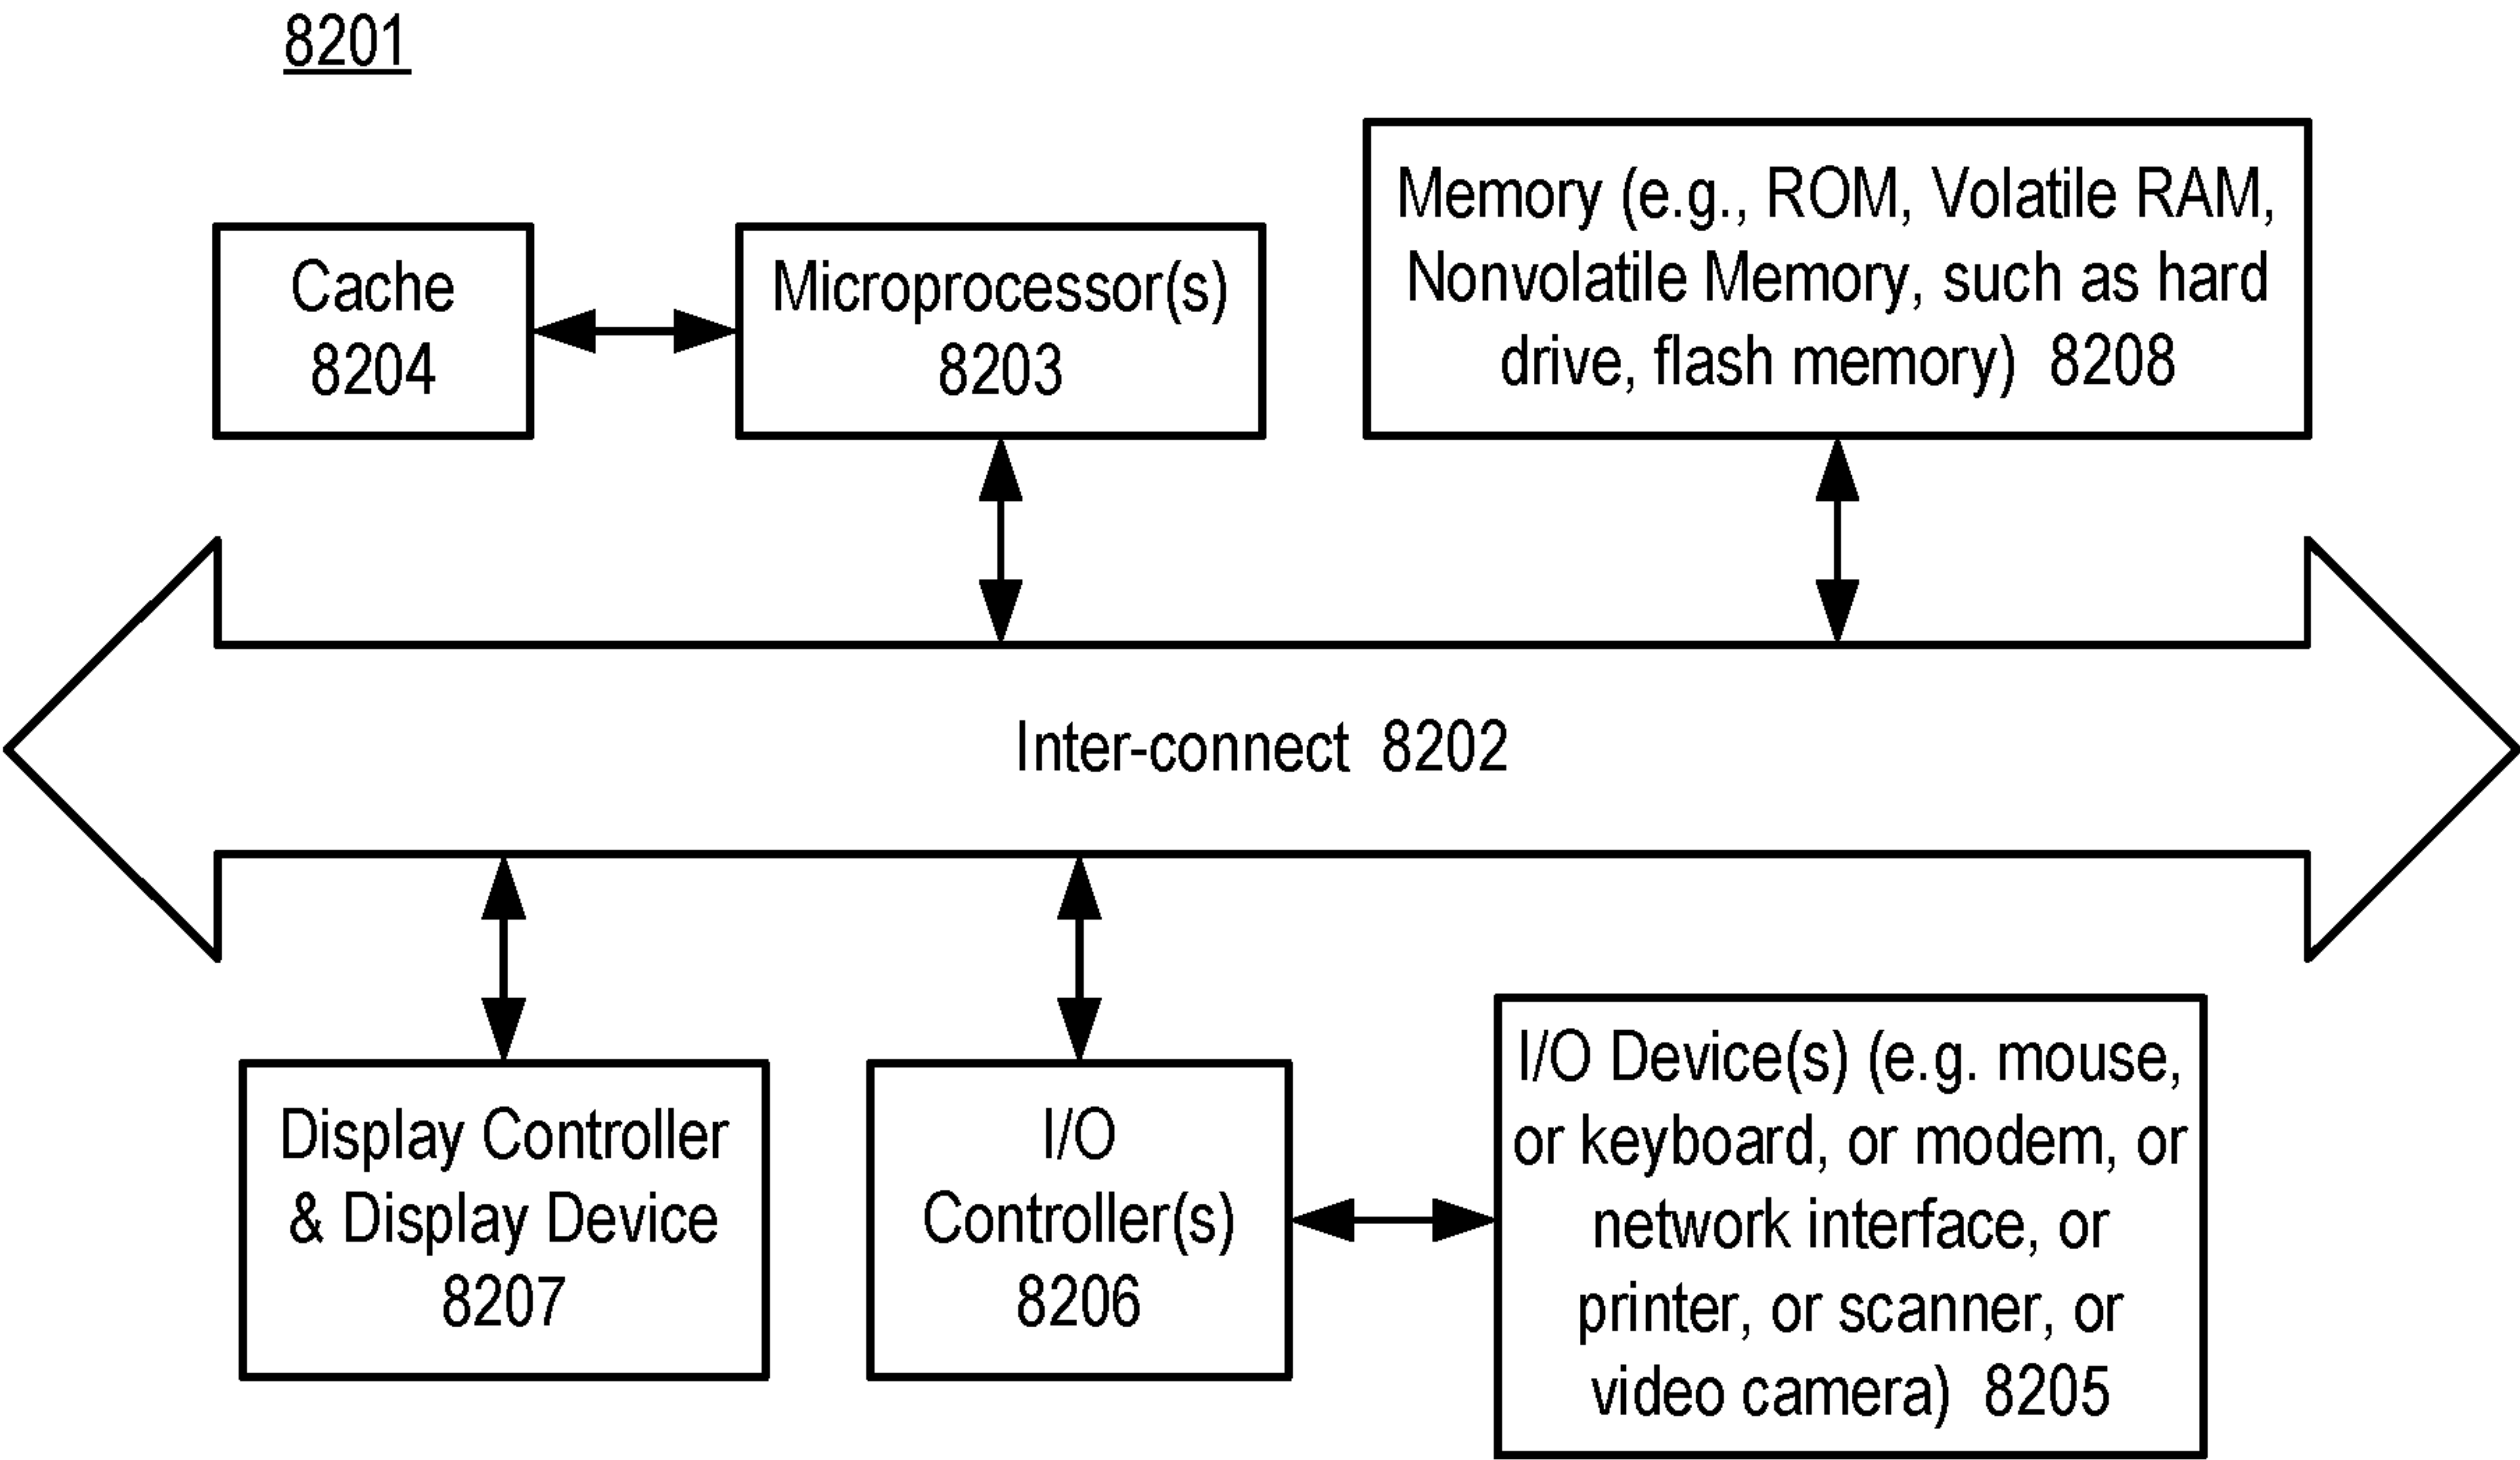 8201
Cache
8204
Microprocessor(s)
8203
Memory (e.g., ROM, Volatile RAM,
Nonvolatile Memory, such as hard
drive, flash memory) 8208
Inter-connect 8202
Display Controller
& Display Device
8207
I/O
Controller(s)
8206
I/O Device(s) (e.g. mouse,
or keyboard, or modem, or
network interface, or
printer, or scanner, or
video camera) 8205